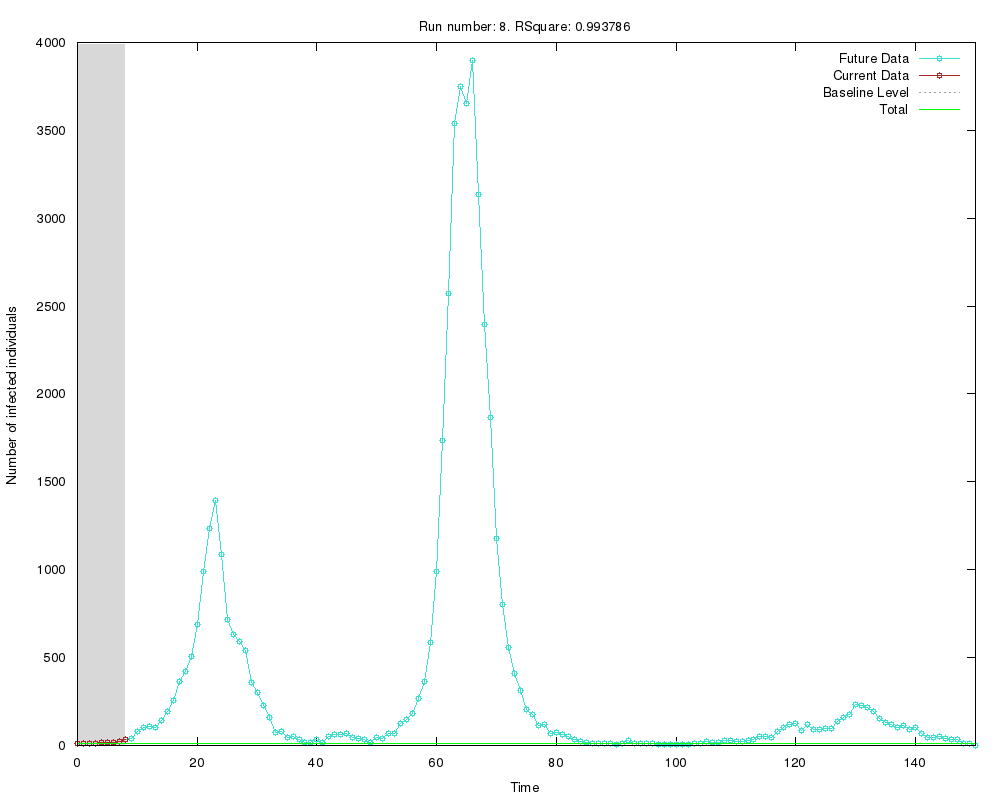 Run number: 8. RSquare: 0.993786
4000
3500
3000
2500
2000
1500
1000
500
0
Number of infected individuals
Future Data
Current Data
Baseline Level
Total
0 20 40 60 80 100 120 140
Time